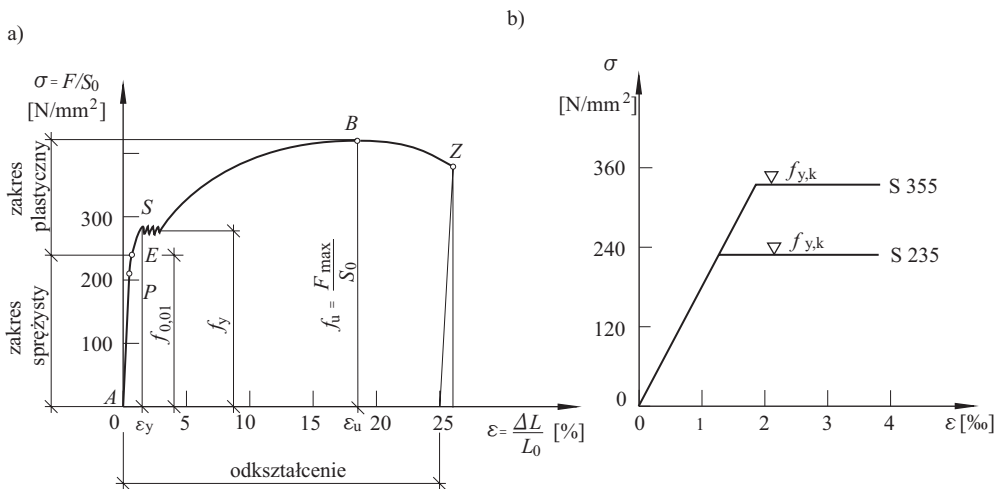 a)
σ = F/S0
[N/mm²]
zakres
plastyczny
zakres
sprężysty
300
200
100
A
P
E
S
B
Z
f0,01
fy
fu = Fmax/S0
0
εy
5
10
15
εu
20
25
ε = ΔL/L0 [%]
odkształcenie
b)
σ
[N/mm²]
360
240
120
0
fy,k
S 355
fy,k
S 235
0
1
2
3
4
ε [‰]